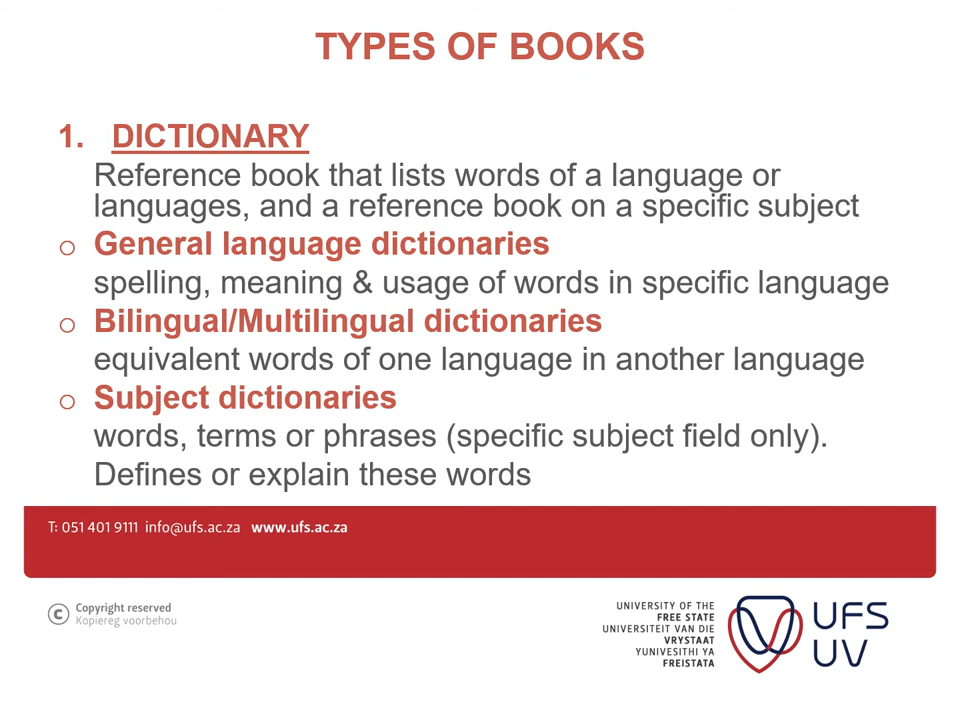 TYPES OF BOOKS
1. DICTIONARY
Reference book that lists words of a language or
languages, and a reference book on a specific subject
o General language dictionaries
spelling, meaning & usage of words in specific language
o Bilingual/Multilingual dictionaries
equivalent words of one language in another language
o Subject dictionaries
words, terms or phrases (specific subject field only).
Defines or explain these words
T: 051 401 9111 info@ufs.ac.za www.ufs.ac.za
© Copyright reserved
Kopiereg voorbehou
UNIVERSITY OF THE
FREE STATE
UNIVERSITEIT VAN DIE
VRYSTAAT
YUNIVESITHI YA
FREISTATA
UFS
UV